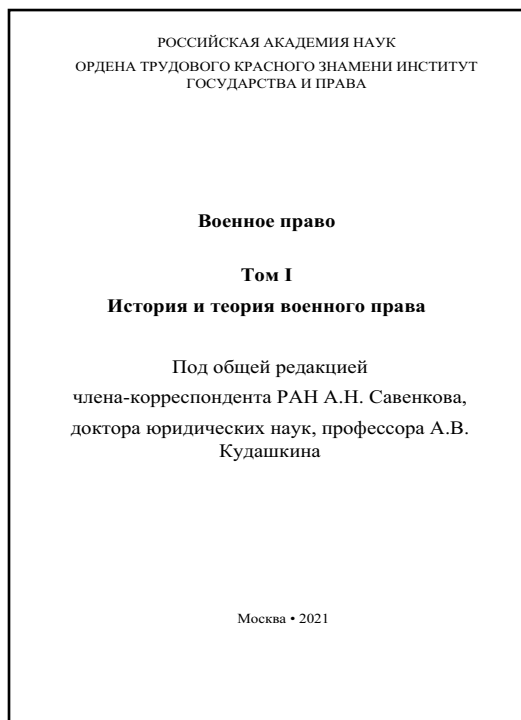 РОССИЙСКАЯ АКАДЕМИЯ НАУК
ОРДЕНА ТРУДОВОГО КРАСНОГО ЗНАМЕНИ ИНСТИТУТ
ГОСУДАРСТВА И ПРАВА
Военное право
Том I
История и теория военного права
Под общей редакцией
члена-корреспондента РАН А.Н. Савенкова,
доктора юридических наук, профессора А.В.
Кудашкина
Москва • 2021